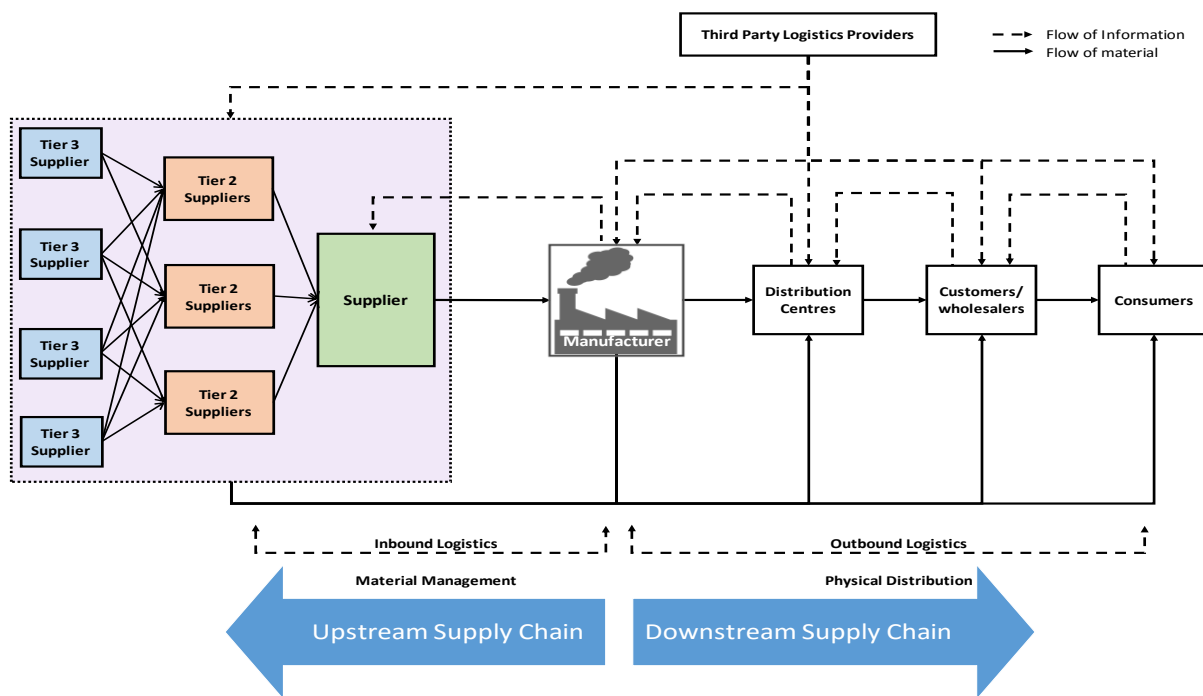 Third Party Logistics Providers
Flow of Information
Flow of material
Tier 3
Supplier
Tier 3
Supplier
Tier 3
Supplier
Tier 3
Supplier
Tier 2
Suppliers
Tier 2
Suppliers
Tier 2
Suppliers
Supplier
Manufacturer
Distribution
Centres
Customers/
wholesalers
Consumers
Inbound Logistics
Outbound Logistics
Material Management
Physical Distribution
Upstream Supply Chain
Downstream Supply Chain